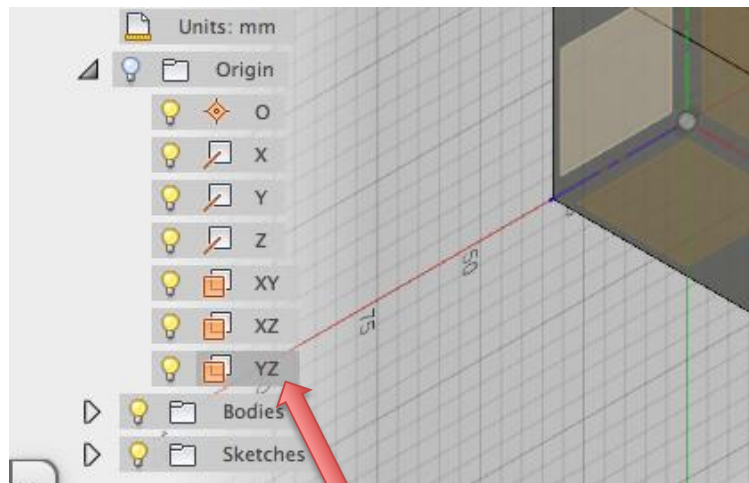 Units: mm
Origin
O
X
Y
Z
XY
XZ
YZ
Bodies
Sketches
50
75